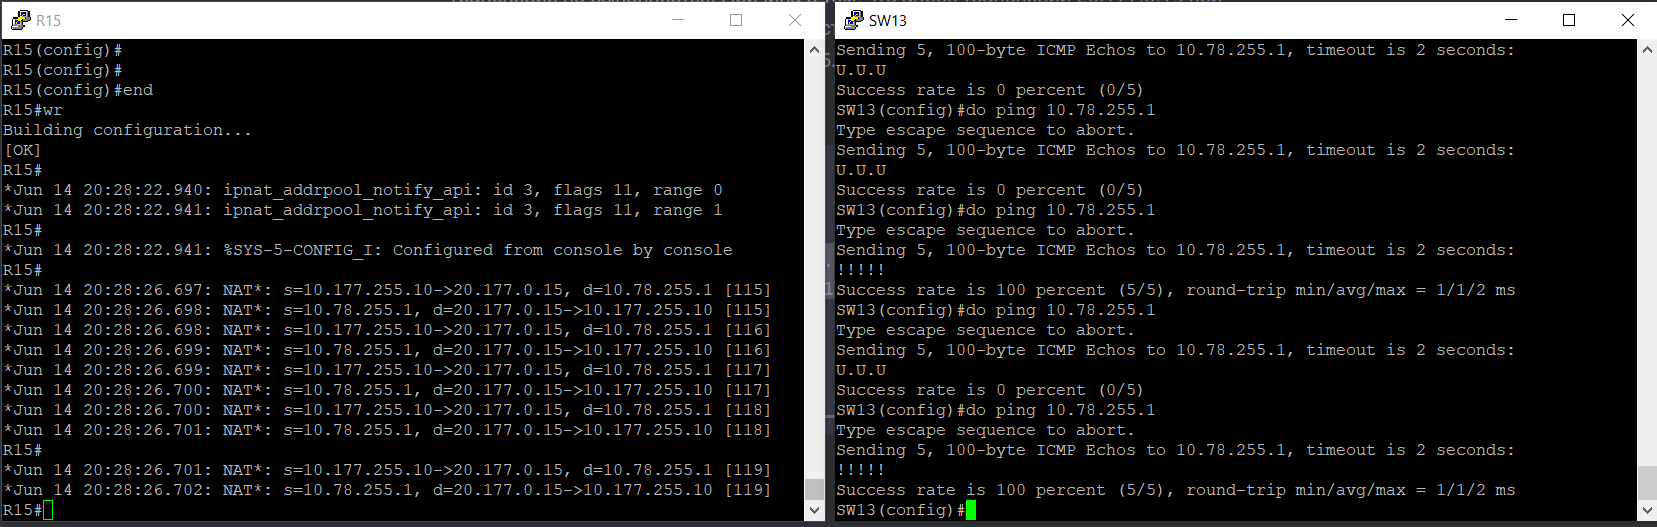 R15
R15(config)#
R15(config)#
R15(config)#end
R15#wr
Building configuration...
[OK]
R15#
*Jun 14 20:28:22.940: ipnat_addrpool_notify_api: id 3, flags 11, range 0
*Jun 14 20:28:22.941: ipnat_addrpool_notify_api: id 3, flags 11, range 1
R15#
*Jun 14 20:28:22.941: %SYS-5-CONFIG_I: Configured from console by console
R15#
*Jun 14 20:28:26.697: NAT*: s=10.177.255.10->20.177.0.15, d=10.78.255.1 [115]
*Jun 14 20:28:26.698: NAT*: s=10.78.255.1, d=20.177.0.15->10.177.255.10 [115]
*Jun 14 20:28:26.698: NAT*: s=10.177.255.10->20.177.0.15, d=10.78.255.1 [116]
*Jun 14 20:28:26.699: NAT*: s=10.78.255.1, d=20.177.0.15->10.177.255.10 [116]
*Jun 14 20:28:26.699: NAT*: s=10.177.255.10->20.177.0.15, d=10.78.255.1 [117]
*Jun 14 20:28:26.700: NAT*: s=10.78.255.1, d=20.177.0.15->10.177.255.10 [117]
*Jun 14 20:28:26.700: NAT*: s=10.177.255.10->20.177.0.15, d=10.78.255.1 [118]
*Jun 14 20:28:26.701: NAT*: s=10.78.255.1, d=20.177.0.15->10.177.255.10 [118]
R15#
*Jun 14 20:28:26.701: NAT*: s=10.177.255.10->20.177.0.15, d=10.78.255.1 [119]
*Jun 14 20:28:26.702: NAT*: s=10.78.255.1, d=20.177.0.15->10.177.255.10 [119]
R15#
SW13
Sending 5, 100-byte ICMP Echos to 10.78.255.1, timeout is 2 seconds:
U.U.U
Success rate is 0 percent (0/5)
SW13(config)#do ping 10.78.255.1
Type escape sequence to abort.
Sending 5, 100-byte ICMP Echos to 10.78.255.1, timeout is 2 seconds:
U.U.U
Success rate is 0 percent (0/5)
SW13(config)#do ping 10.78.255.1
Type escape sequence to abort.
Sending 5, 100-byte ICMP Echos to 10.78.255.1, timeout is 2 seconds:
!!!!!
Success rate is 100 percent (5/5), round-trip min/avg/max = 1/1/2 ms
SW13(config)#do ping 10.78.255.1
Type escape sequence to abort.
Sending 5, 100-byte ICMP Echos to 10.78.255.1, timeout is 2 seconds:
U.U.U
Success rate is 0 percent (0/5)
SW13(config)#do ping 10.78.255.1
Type escape sequence to abort.
Sending 5, 100-byte ICMP Echos to 10.78.255.1, timeout is 2 seconds:
!!!!!
Success rate is 100 percent (5/5), round-trip min/avg/max = 1/1/2 ms
SW13(config)#